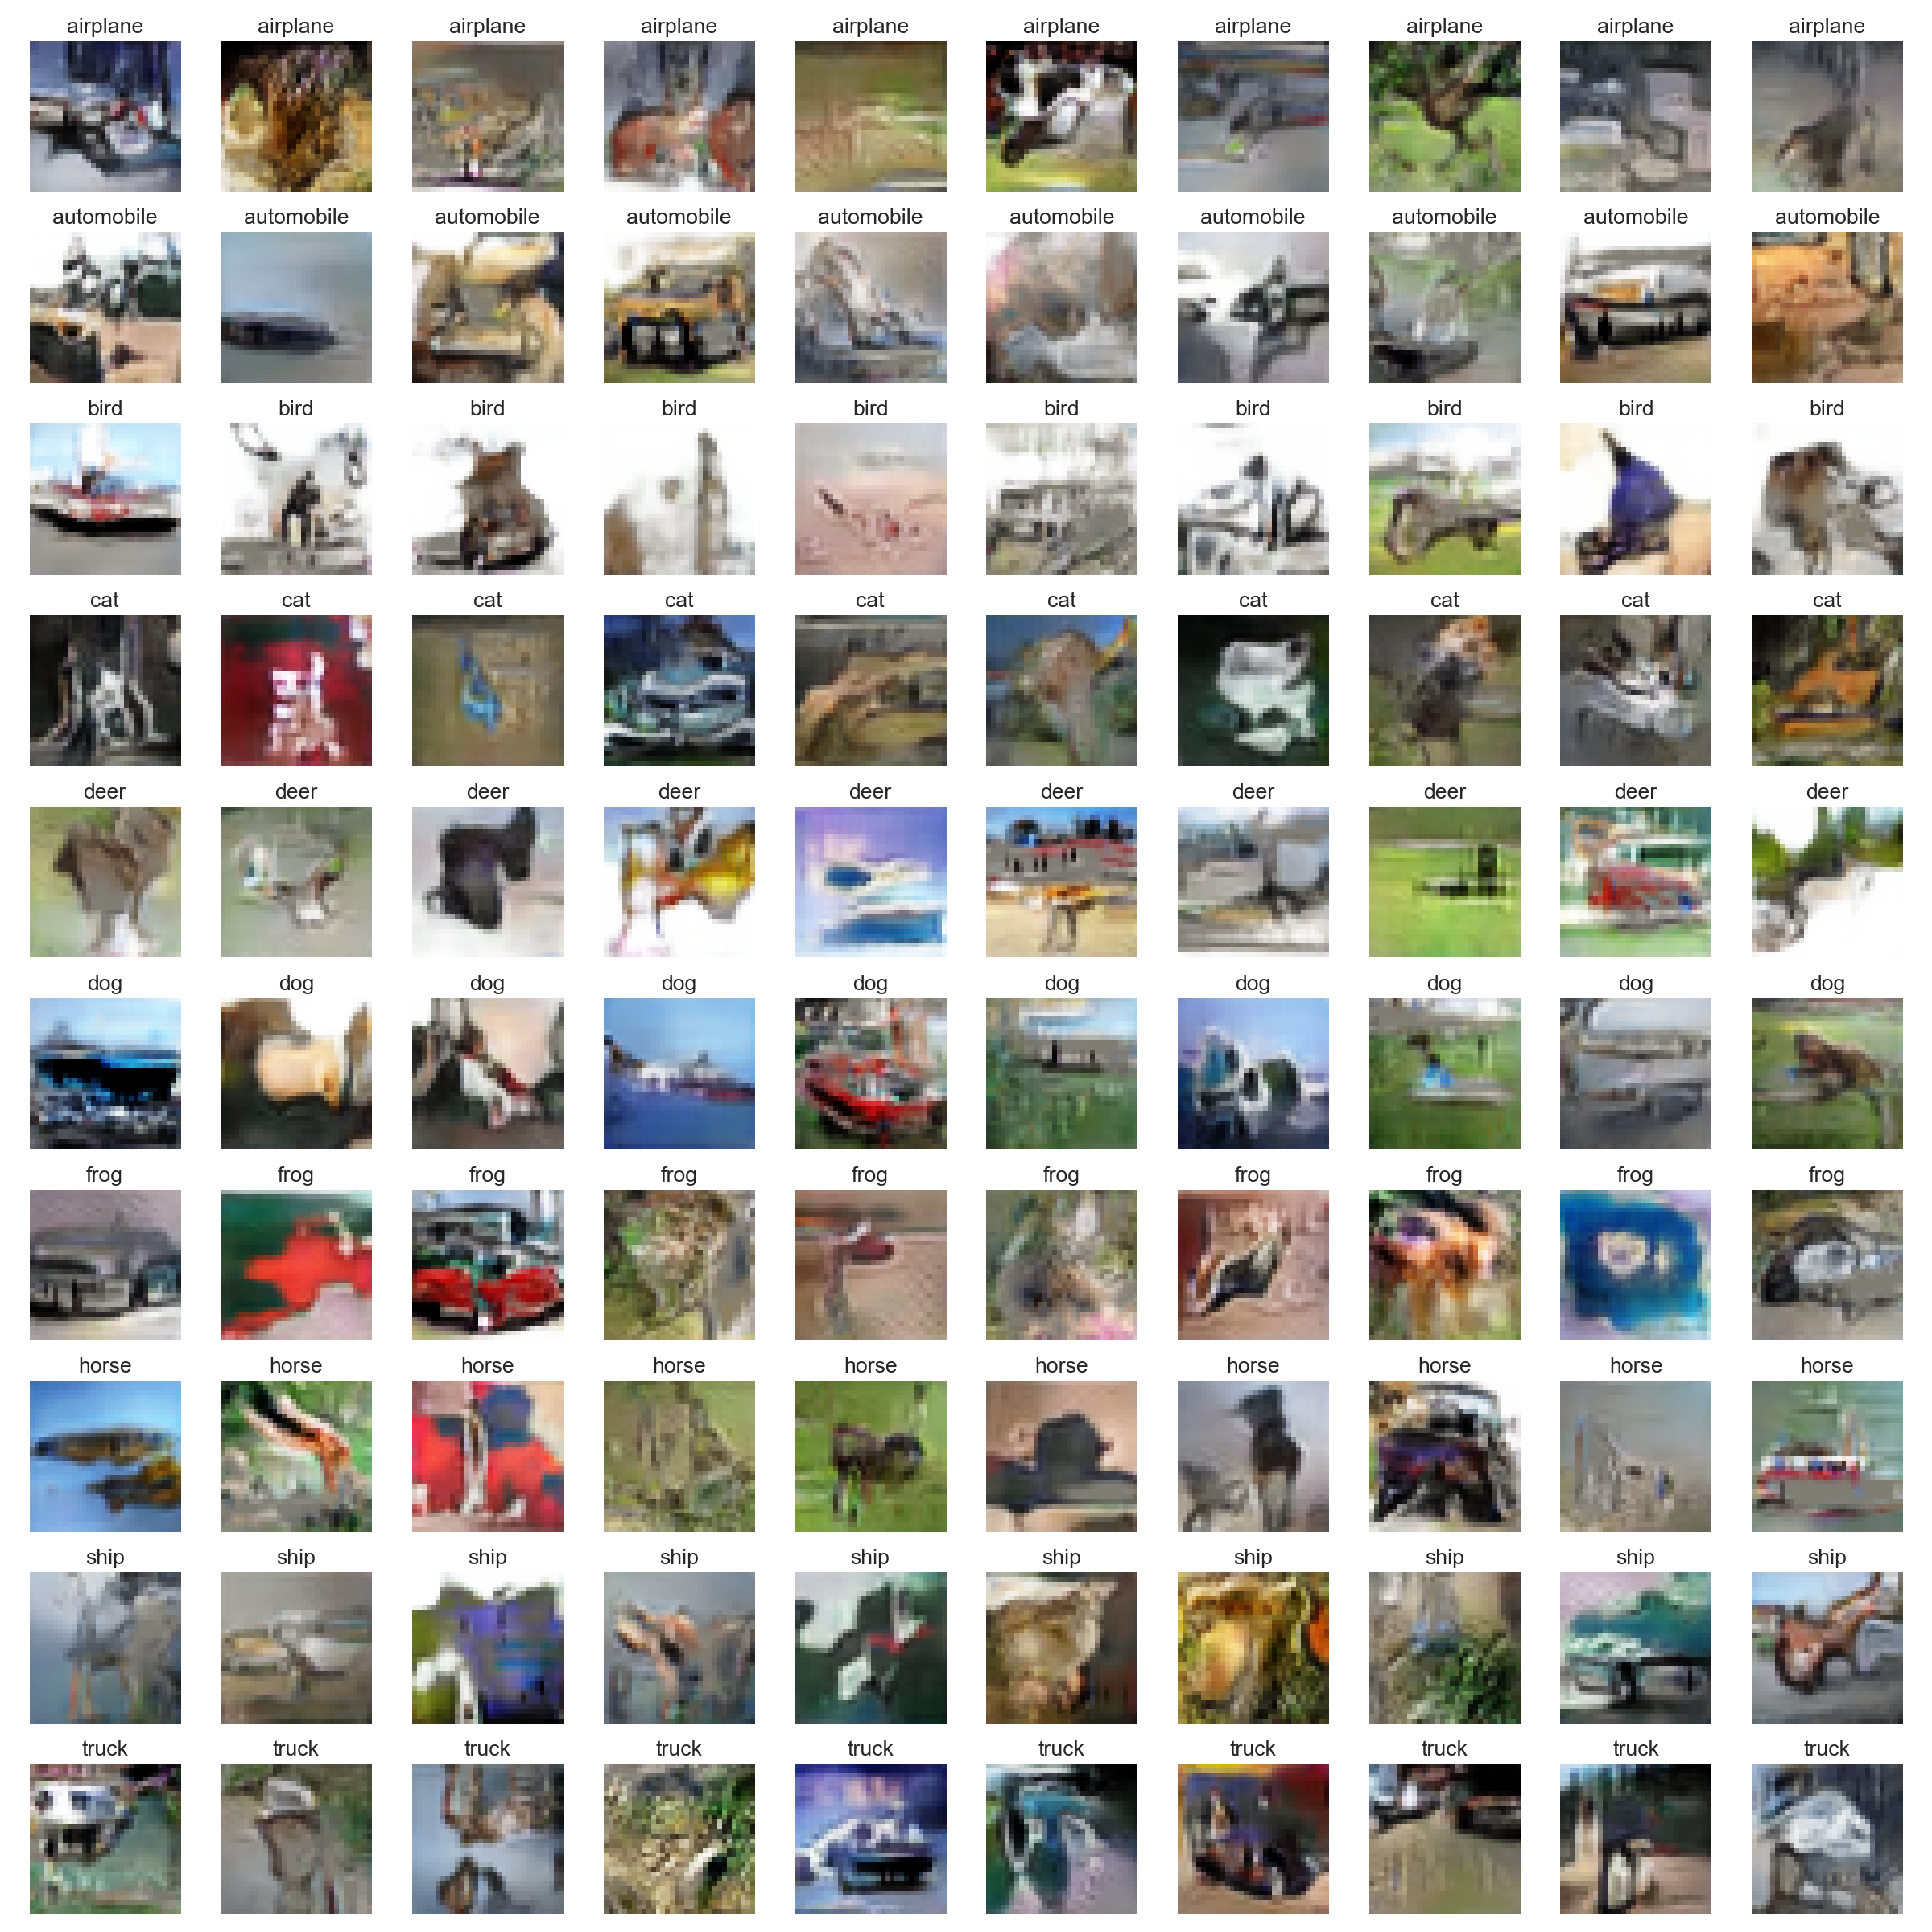 airplane airplane airplane airplane airplane airplane airplane airplane airplane airplane
automobile automobile automobile automobile automobile automobile automobile automobile automobile automobile
bird bird bird bird bird bird bird bird bird bird
cat cat cat cat cat cat cat cat cat cat
deer deer deer deer deer deer deer deer deer deer
dog dog dog dog dog dog dog dog dog dog
frog frog frog frog frog frog frog frog frog frog
horse horse horse horse horse horse horse horse horse horse
ship ship ship ship ship ship ship ship ship ship
truck truck truck truck truck truck truck truck truck truck